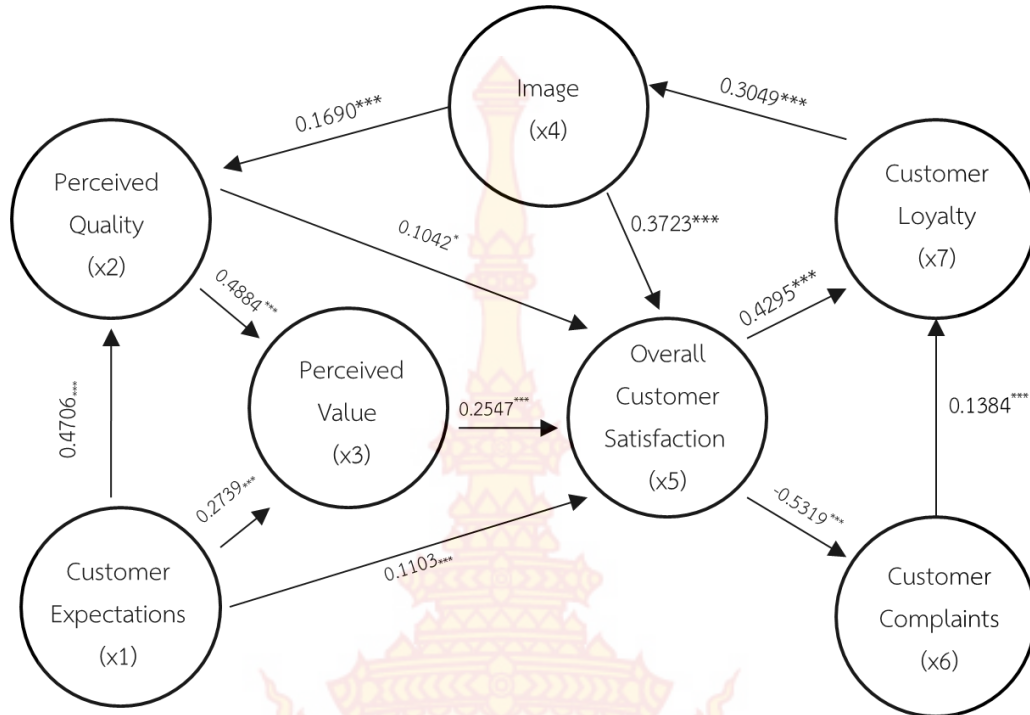 Image
(x4)
0.1690***
0.3049***
Perceived
Quality
(x2)
Customer
Loyalty
(x7)
0.1042*
0.3723***
0.4884***
0.4295***
Perceived
Value
(x3)
Overall
Customer
Satisfaction
(x5)
0.4706***
0.2547***
0.1384***
0.2739***
-0.5319***
0.1103***
Customer
Expectations
(x1)
Customer
Complaints
(x6)